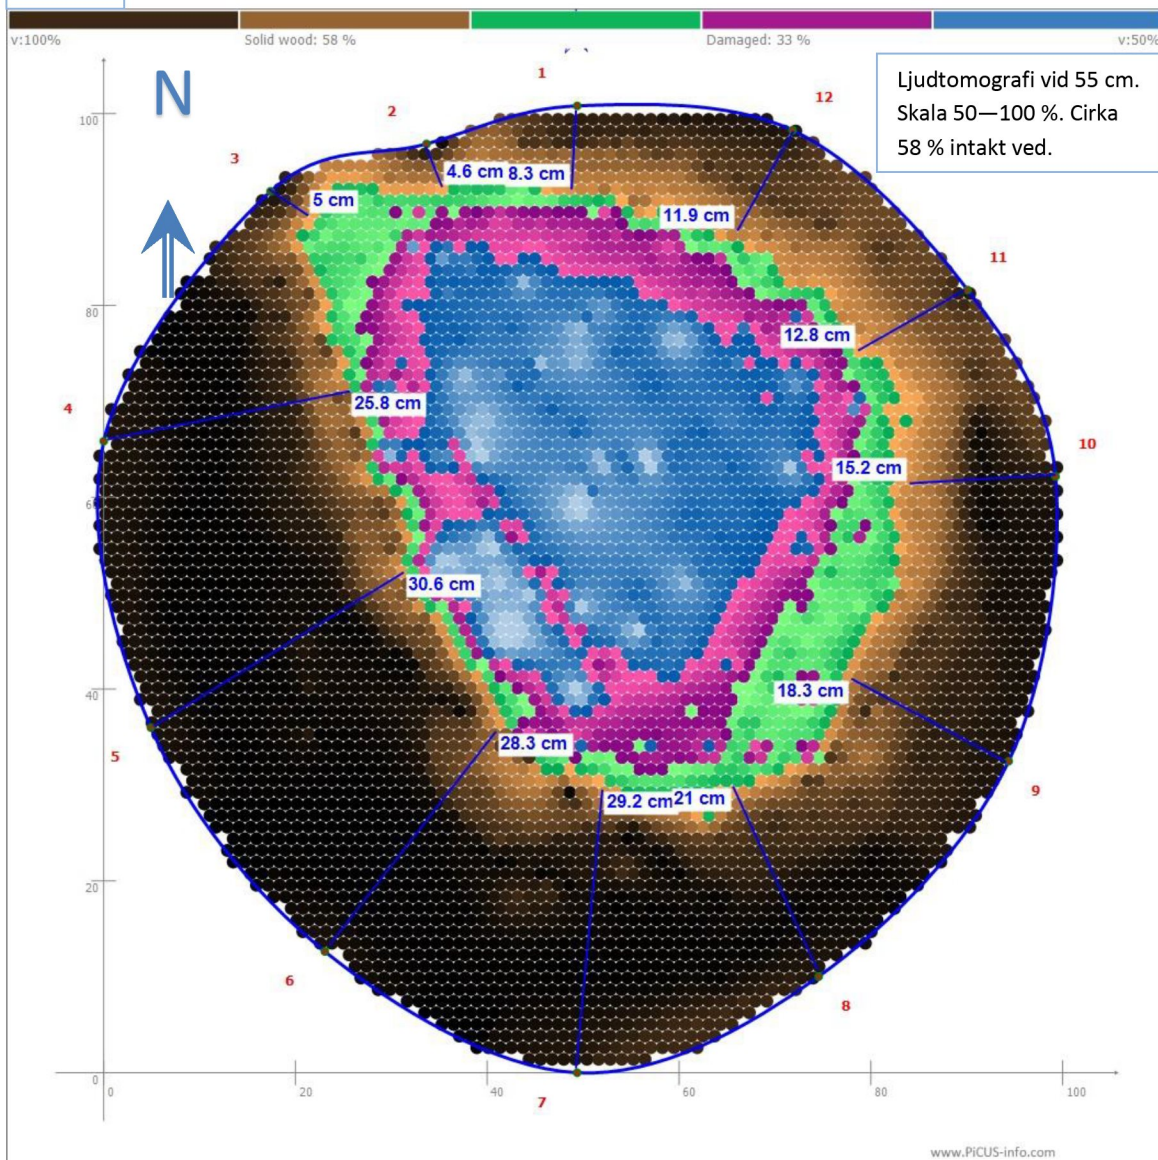 v:100%
Solid wood: 58 %
Damaged: 33 %
v:50%
N
Ljudtomografi vid 55 cm.
Skala 50—100 %. Cirka
58 % intakt ved.
1
2
12
3
100
4.6 cm
8.3 cm
5 cm
11.9 cm
11
80
12.8 cm
4
25.8 cm
10
15.2 cm
30.6 cm
40
18.3 cm
5
28.3 cm
9
29.2 cm
21 cm
20
6
8
0
0
20
40
60
80
100
7
www.PiCUS-info.com